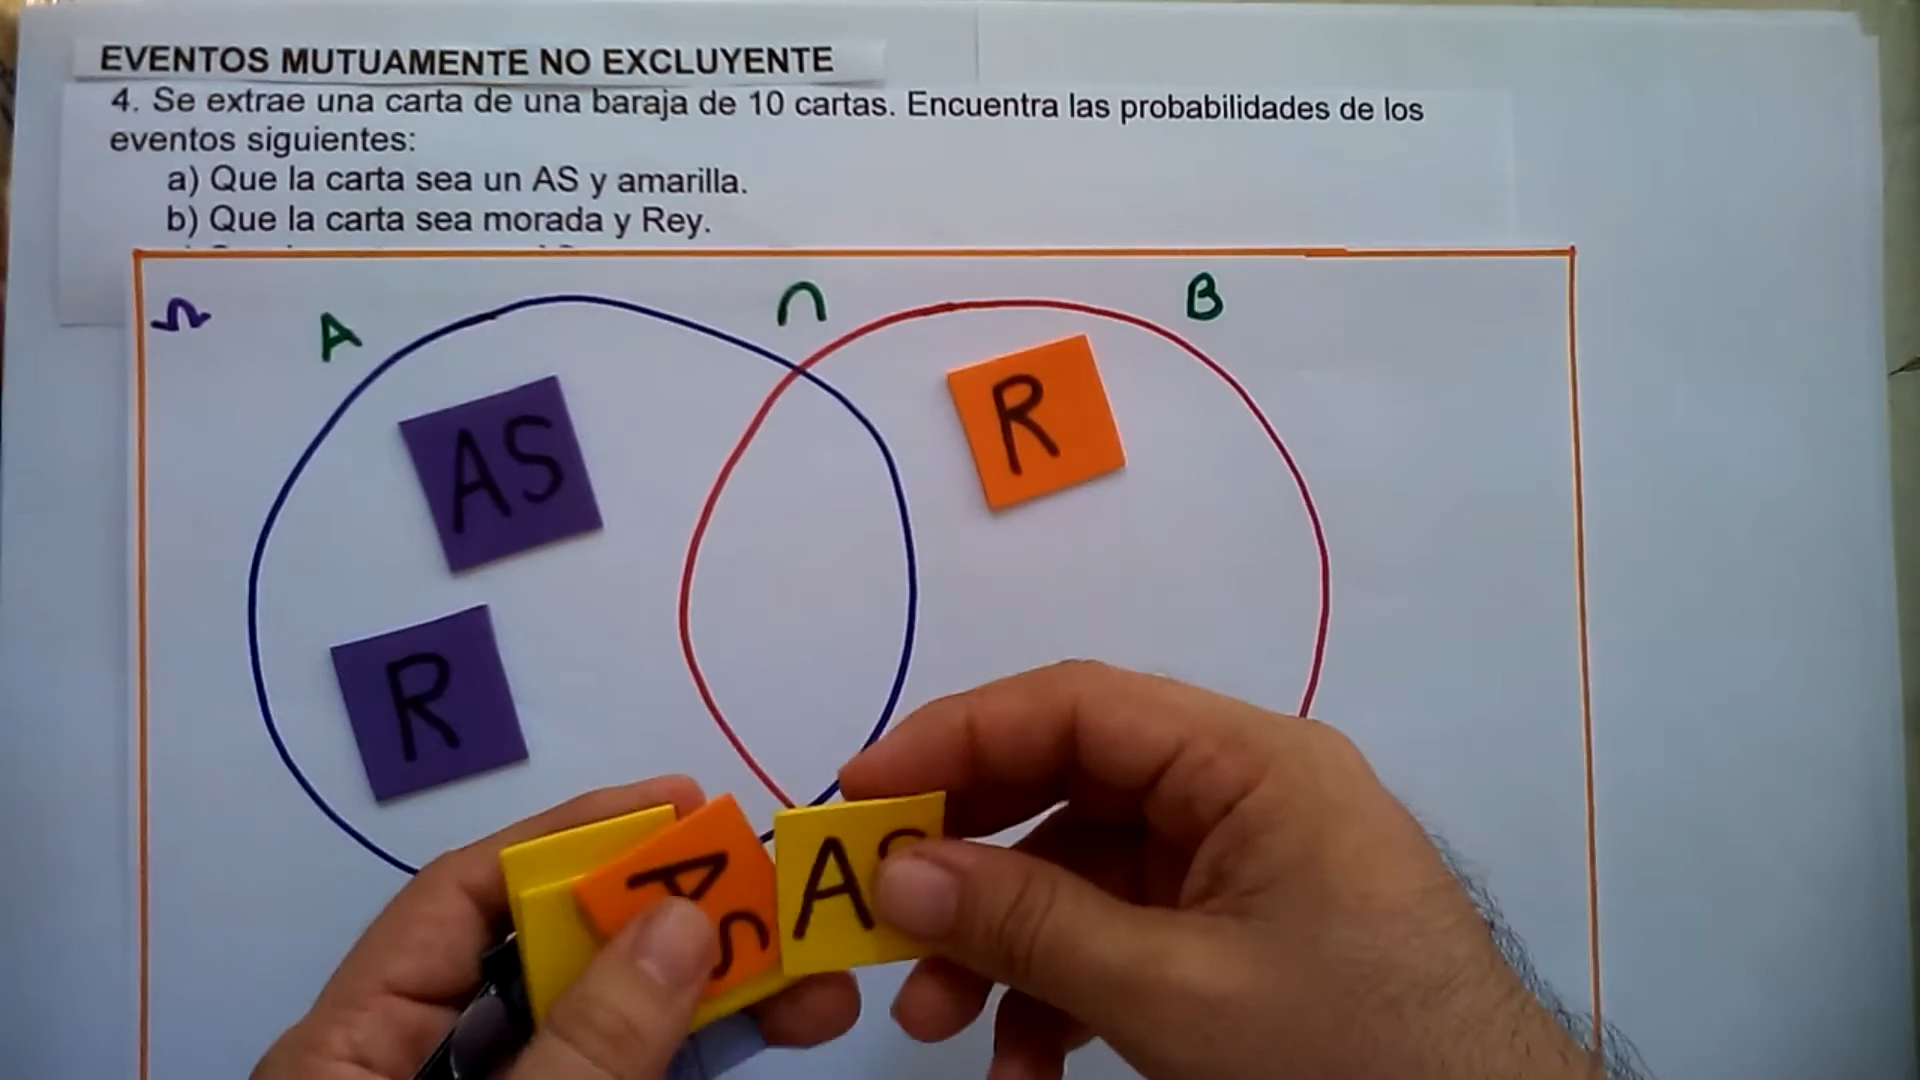 EVENTOS MUTUAMENTE NO EXCLUYENTE
4. Se extrae una carta de una baraja de 10 cartas. Encuentra las probabilidades de los
eventos siguientes:
a) Que la carta sea un AS y amarilla.
b) Que la carta sea morada y Rey.
Ω
A
∩
B
AS
R
R
AS